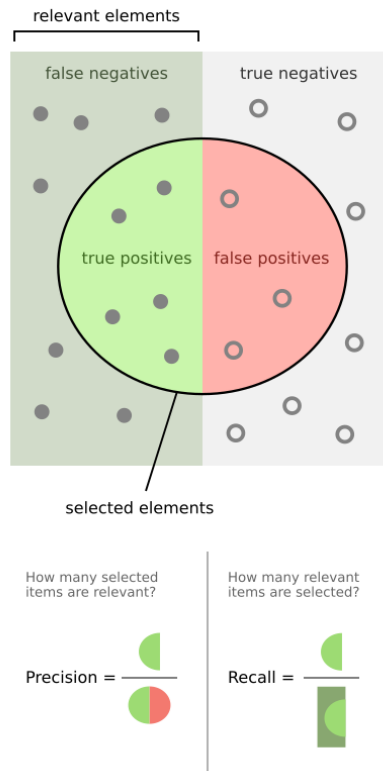 relevant elements
false negatives
true negatives
true positives
false positives
selected elements
How many selected
items are relevant?
How many relevant
items are selected?
Precision =
Recall =